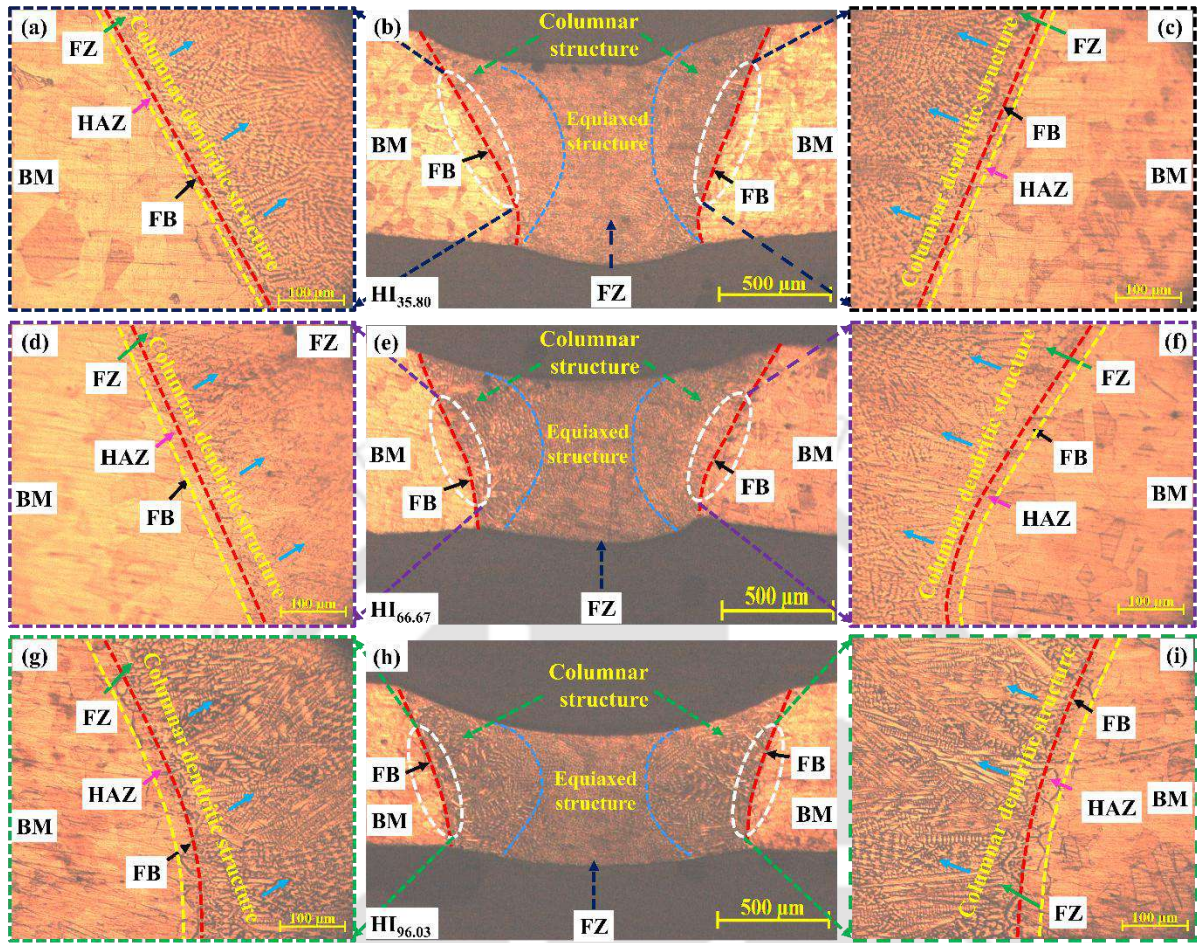 (a)
FZ
Columnar dendritic structure
HAZ
BM
FB
100 μm
(b)
Columnar
structure
Equiaxed
structure
BM
FB
FB
BM
HI35.80
FZ
500 μm
(c)
FZ
Columnar dendritic structure
FB
HAZ
BM
100 μm
(d)
FZ
FZ
Columnar dendritic structure
HAZ
BM
FB
100 μm
(e)
Columnar
structure
Equiaxed
structure
BM
FB
FB
BM
HI66.67
FZ
500 μm
(f)
FZ
Columnar dendritic structure
FB
HAZ
BM
100 μm
(g)
Columnar dendritic structure
FZ
HAZ
BM
FB
100 μm
(h)
Columnar
structure
Equiaxed
structure
FB
BM
FB
BM
HI96.03
FZ
500 μm
(i)
Columnar dendritic structure
FB
HAZ
BM
FZ
100 μm